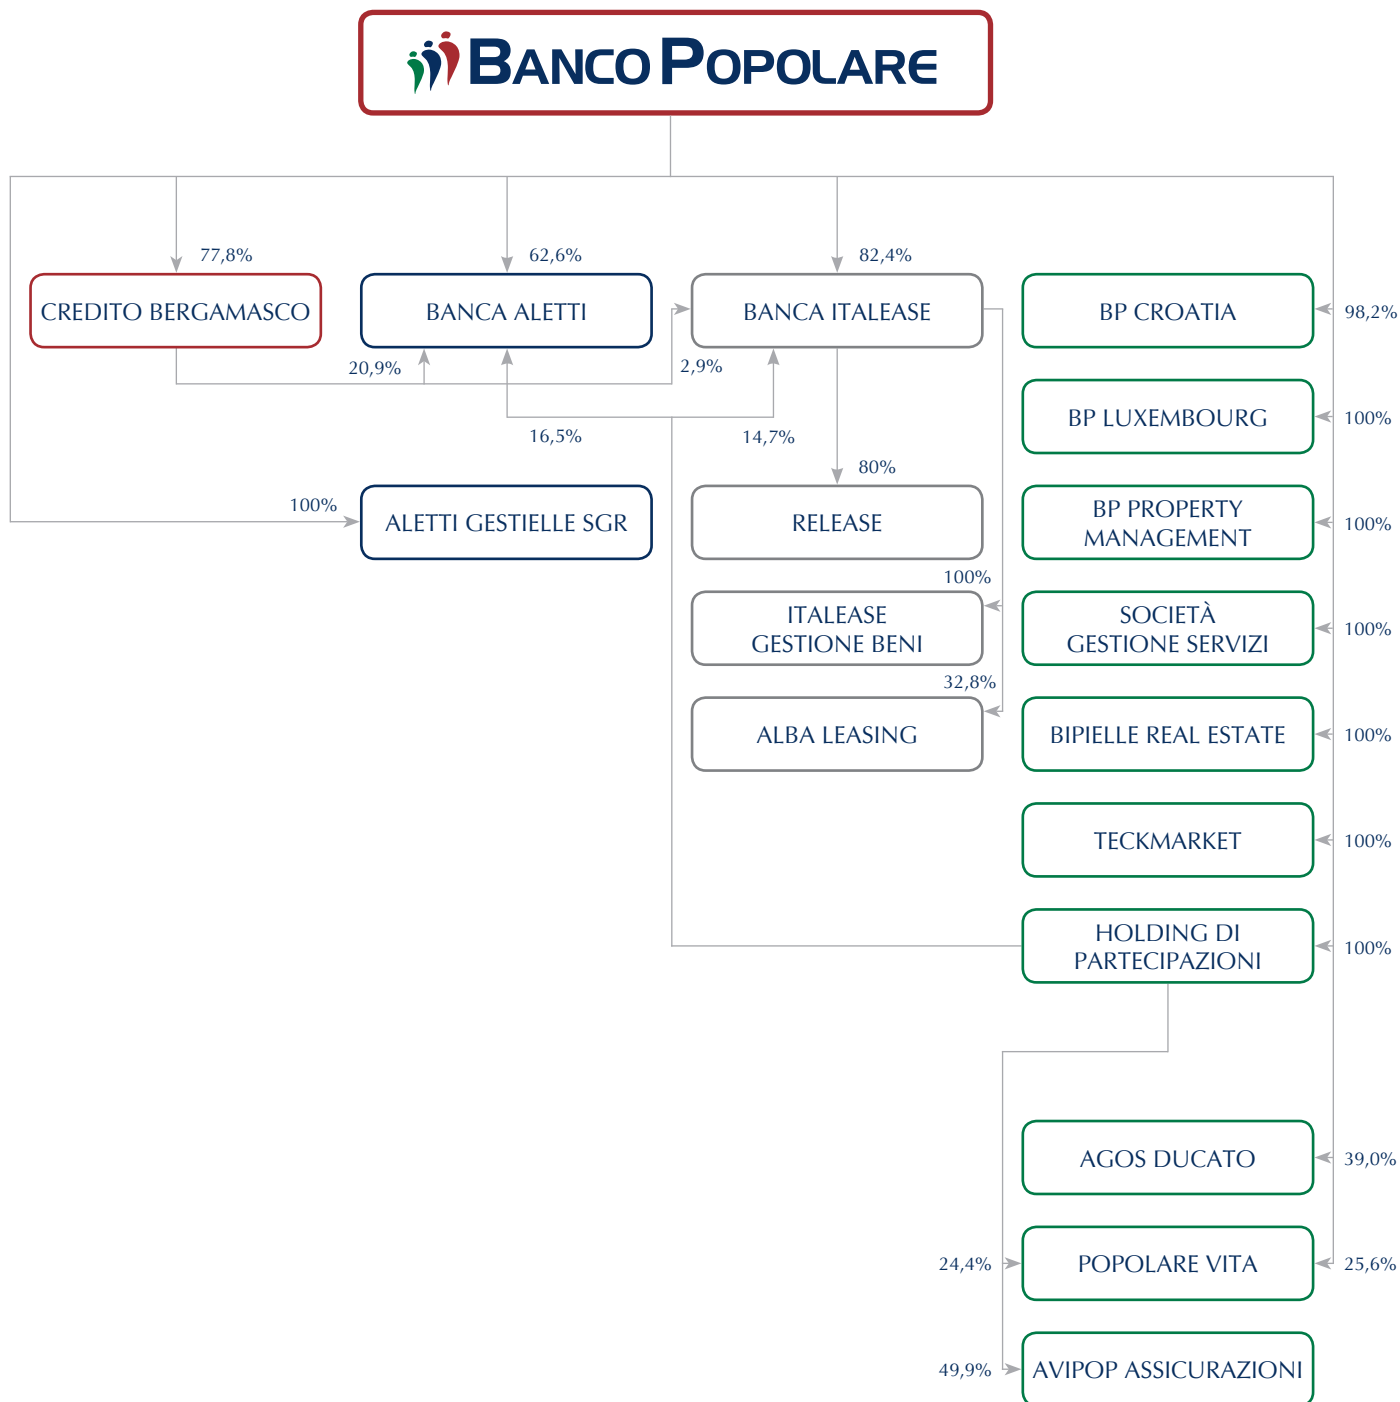 BANCO POPOLARE
77,8%
62,6%
82,4%
CREDITO BERGAMASCO
BANCA ALETTI
BANCA ITALEASE
BP CROATIA
98,2%
20,9%
2,9%
BP LUXEMBOURG
100%
16,5%
14,7%
80%
100%
ALETTI GESTIELLE SGR
RELEASE
BP PROPERTY
MANAGEMENT
100%
100%
ITALEASE
GESTIONE BENI
SOCIETÀ
GESTIONE SERVIZI
100%
32,8%
ALBA LEASING
BIPIELLE REAL ESTATE
100%
TECKMARKET
100%
HOLDING DI
PARTECIPAZIONI
100%
AGOS DUCATO
39,0%
24,4%
POPOLARE VITA
25,6%
49,9%
AVIPOP ASSICURAZIONI